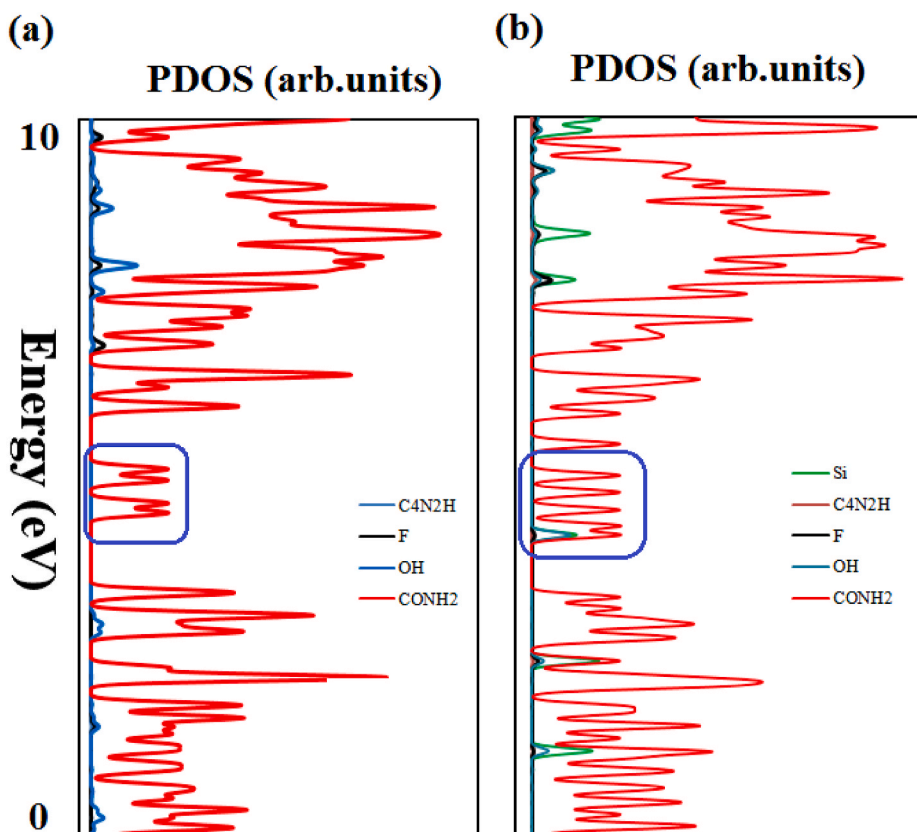 (a)
PDOS (arb.units)
10
Energy (eV)
0
C4N2H
F
OH
CONH2
(b)
PDOS (arb.units)
Si
C4N2H
F
OH
CONH2